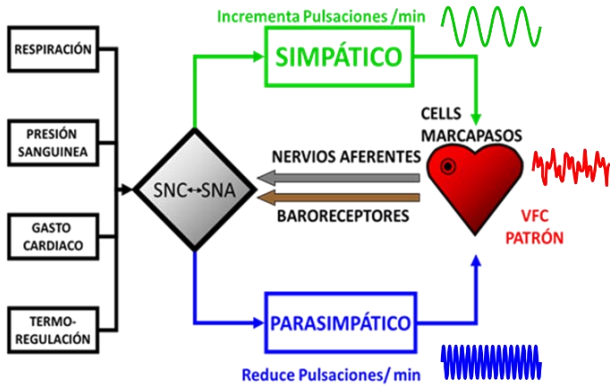 Incrementa Pulsaciones /min
SIMPÁTICO
RESPIRACIÓN
PRESIÓN
SANGUINEA
GASTO
CARDIACO
TERMO-
REGULACIÓN
SNC↔SNA
NERVIOS AFERENTES
BARORECEPTORES
CELLS
MARCAPASOS
VFC
PATRÓN
PARASIMPÁTICO
Reduce Pulsaciones/ min